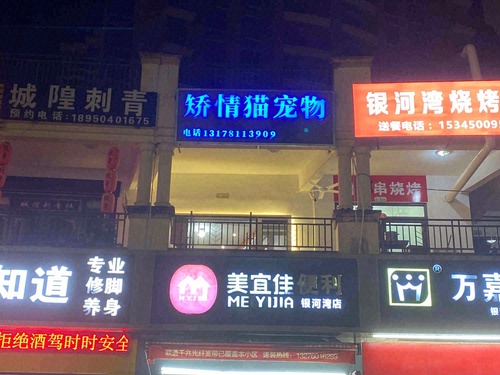 城隍刺青
预约电话:18950401675
矫情猫宠物
电话13178113909
银河湾烧烤
送餐电话:15345009
串烧烤
知道
专业
修脚
养身
美宜佳便利
MEYIJIA 银河湾店
万嘉
银
拒绝酒驾时时安全